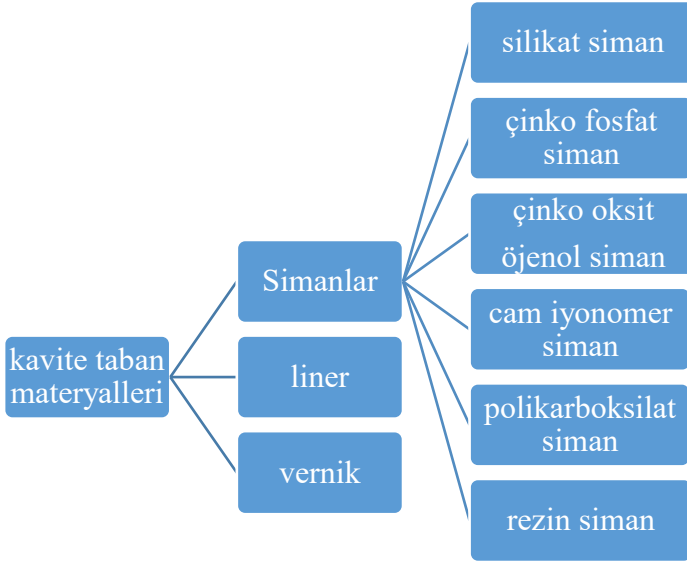 kavite taban
materyalleri
Simanlar
liner
vernik
silikat siman
çinko fosfat
siman
çinko oksit
öjenol siman
cam iyonomer
siman
polikarboksilat
siman
rezin siman